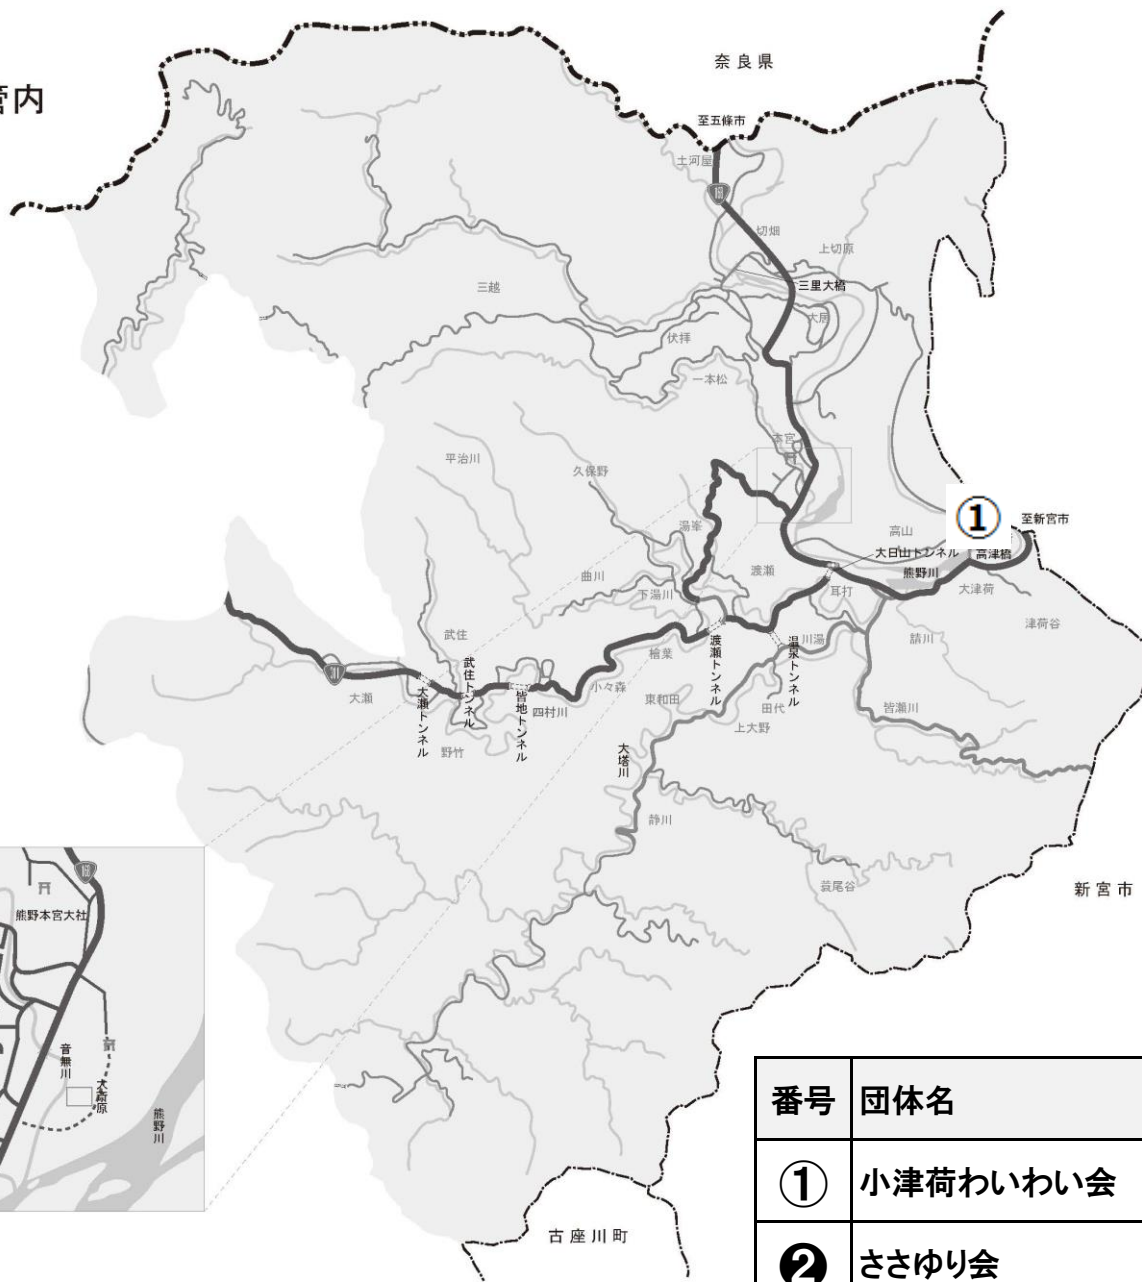 管内
奈良県
至五條市
土河屋
168
切畑
上切原
三里大橋
三越
大居
伏拝
一本松
本宮
平治川
久保野
湯峯
①
至新宮市
高山
大日山トンネル
高津橋
熊野川
大津荷
渡瀬
曲川
下湯川
耳打
津荷谷
武住
川湯
請川
渡瀬トンネル
温泉トンネル
檜葉
武住トンネル
小々森
東和田
田代
皆瀬川
311
大瀬
大瀬トンネル
皆地トンネル
四村川
上大野
野竹
大塔川
静川
蓑尾谷
新宮市
168
熊野本宮大社
音無川
大斎原
熊野川
古座川町
番号 団体名
① 小津荷わいわい会
❷ ささゆり会